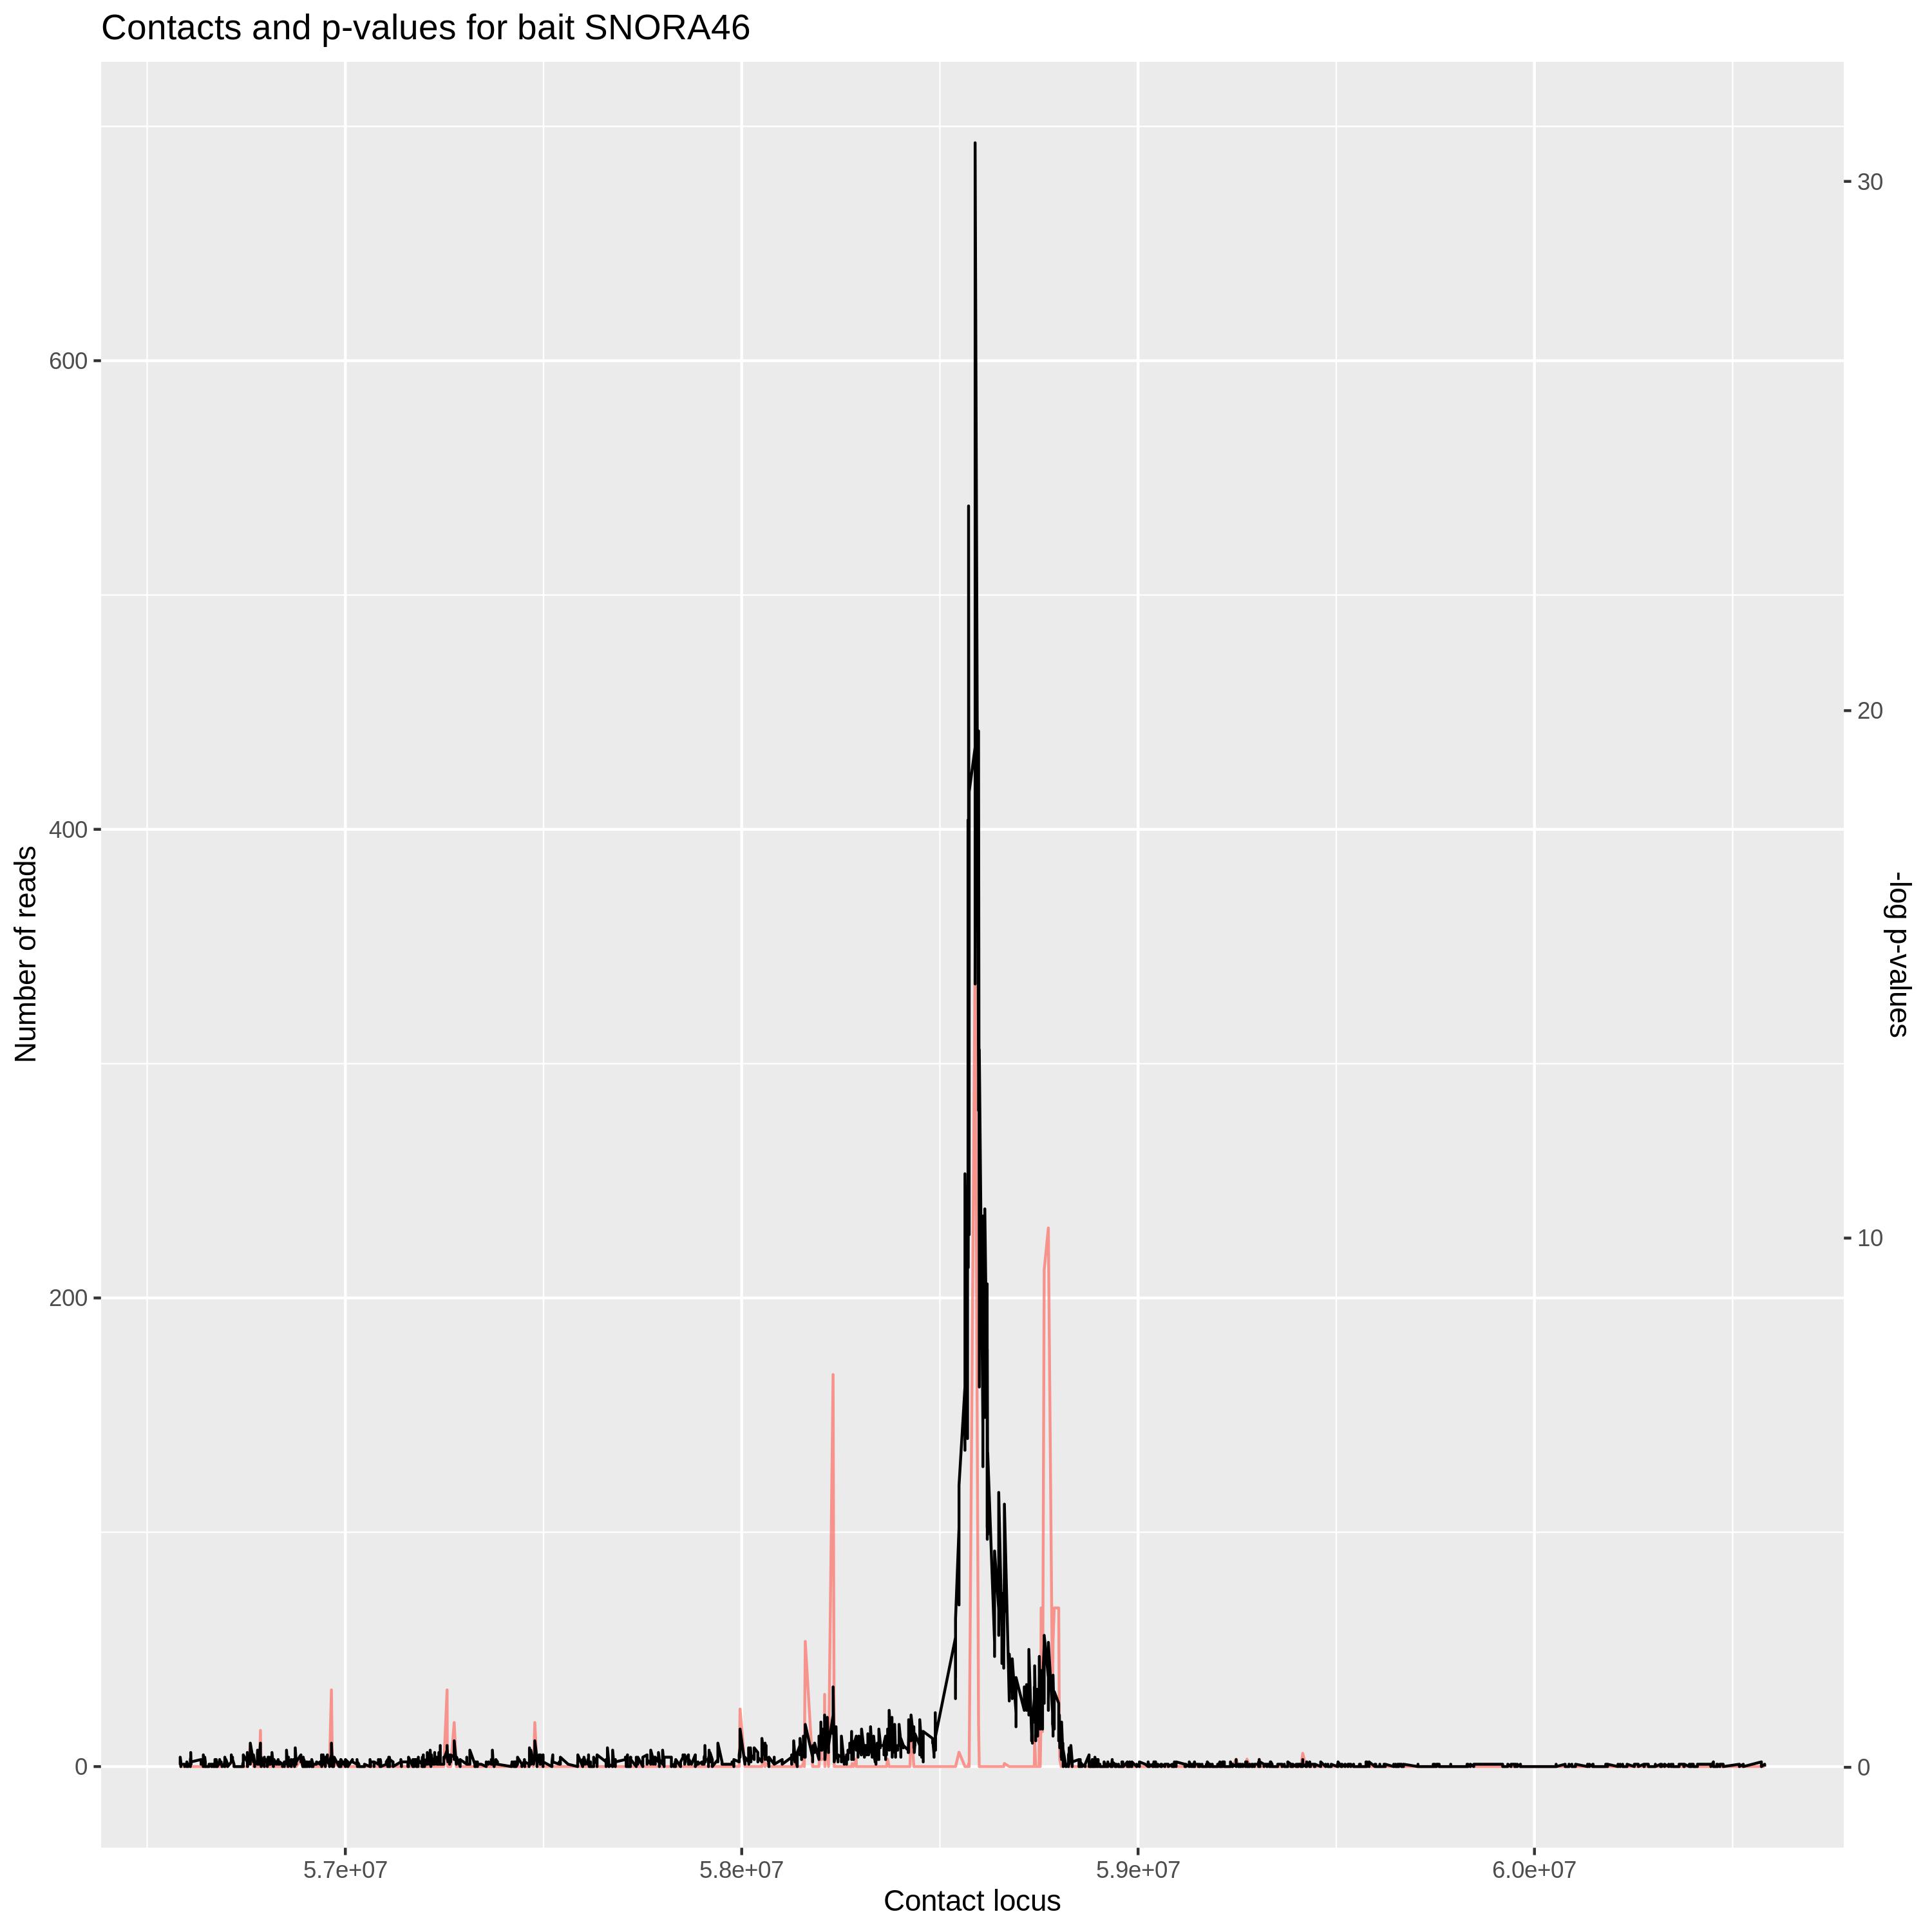 Contacts and p-values for bait SNORA46
600
400
200
0
Number of reads
30
20
10
0
-log p-values
5.7e+07
5.8e+07
5.9e+07
6.0e+07
Contact locus